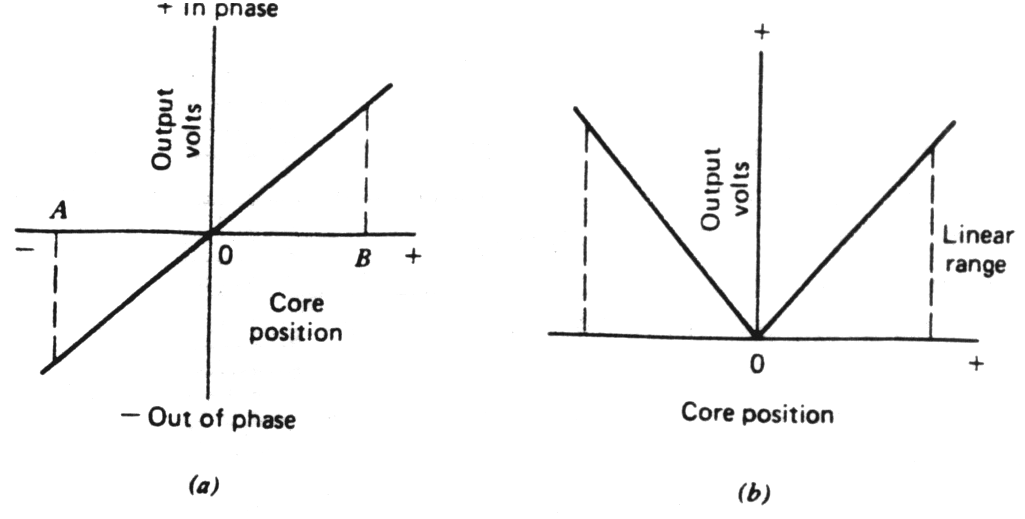 + in phase
Output
volts
A
−
0
B
+
Core
position
− Out of phase
(a)
+
Output
volts
Linear
range
0
+
Core position
(b)